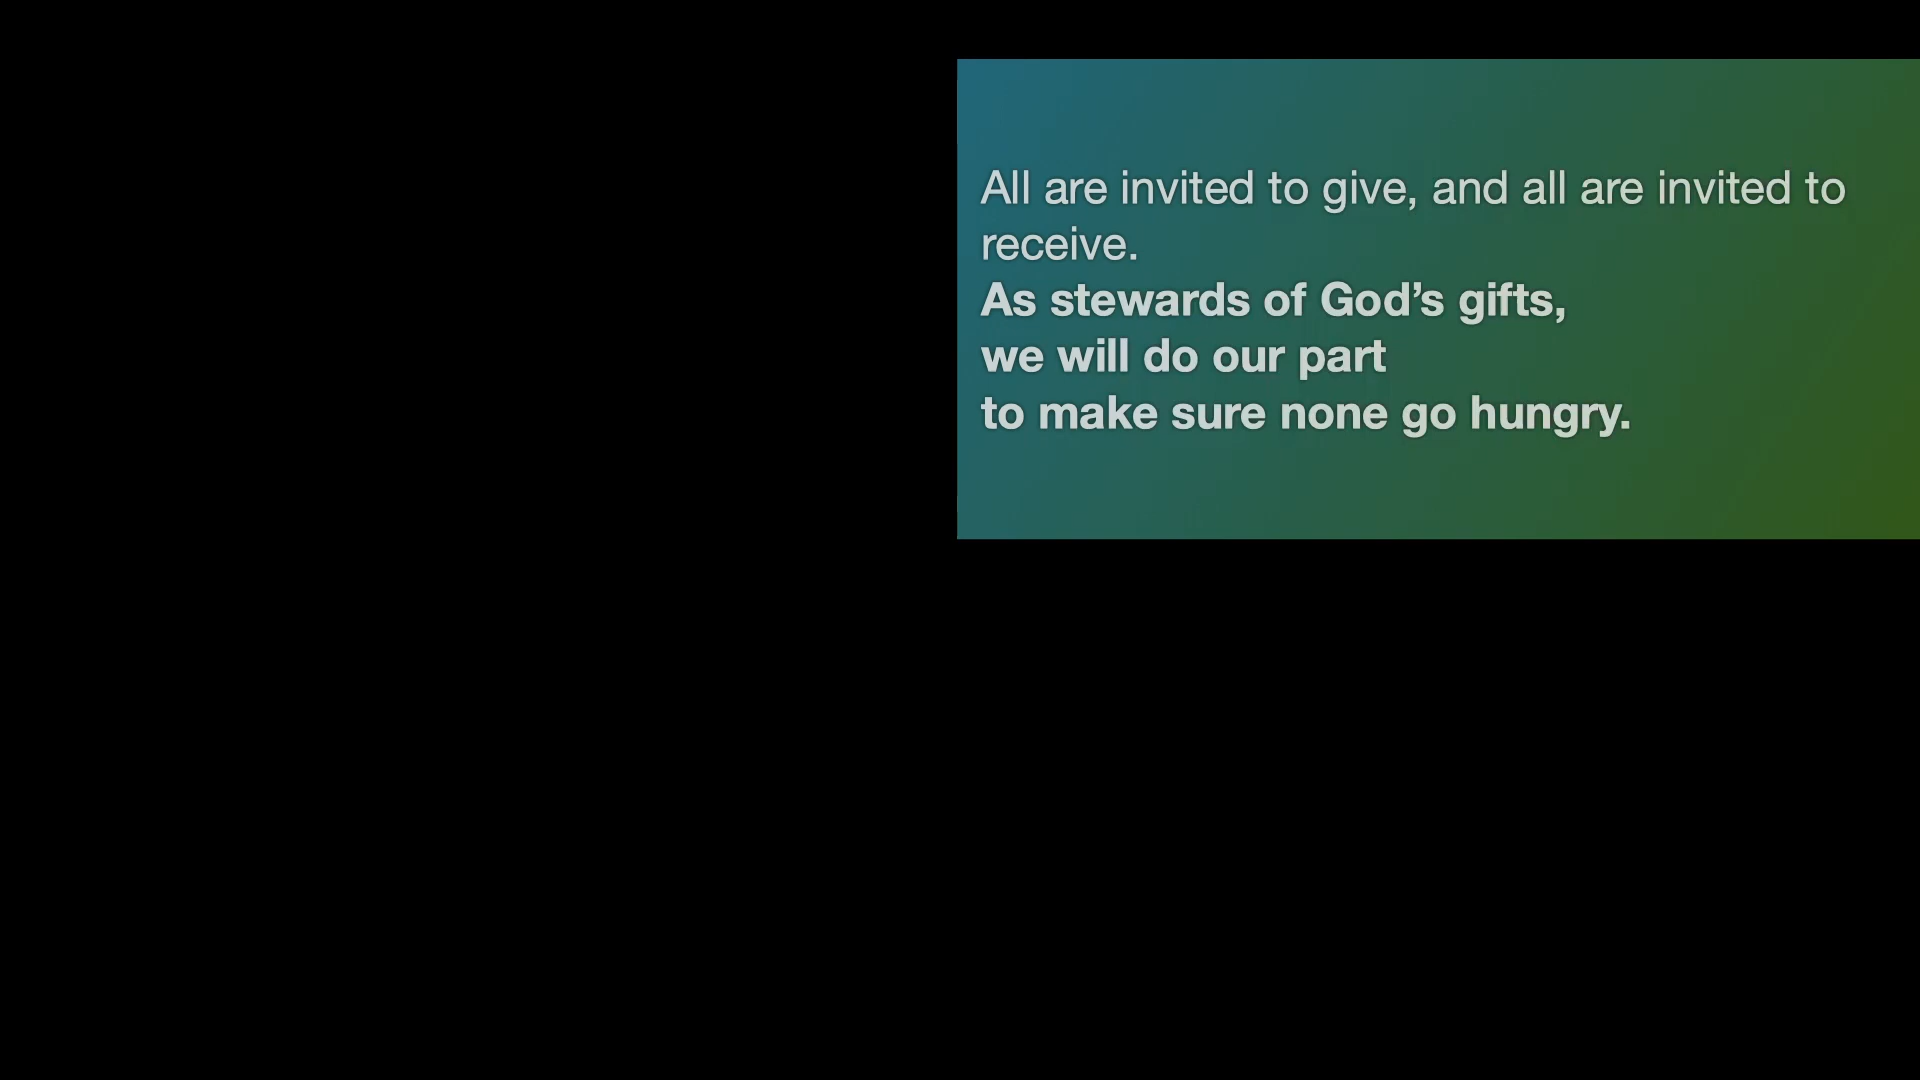 All are invited to give, and all are invited to
receive.
As stewards of God’s gifts,
we will do our part
to make sure none go hungry.